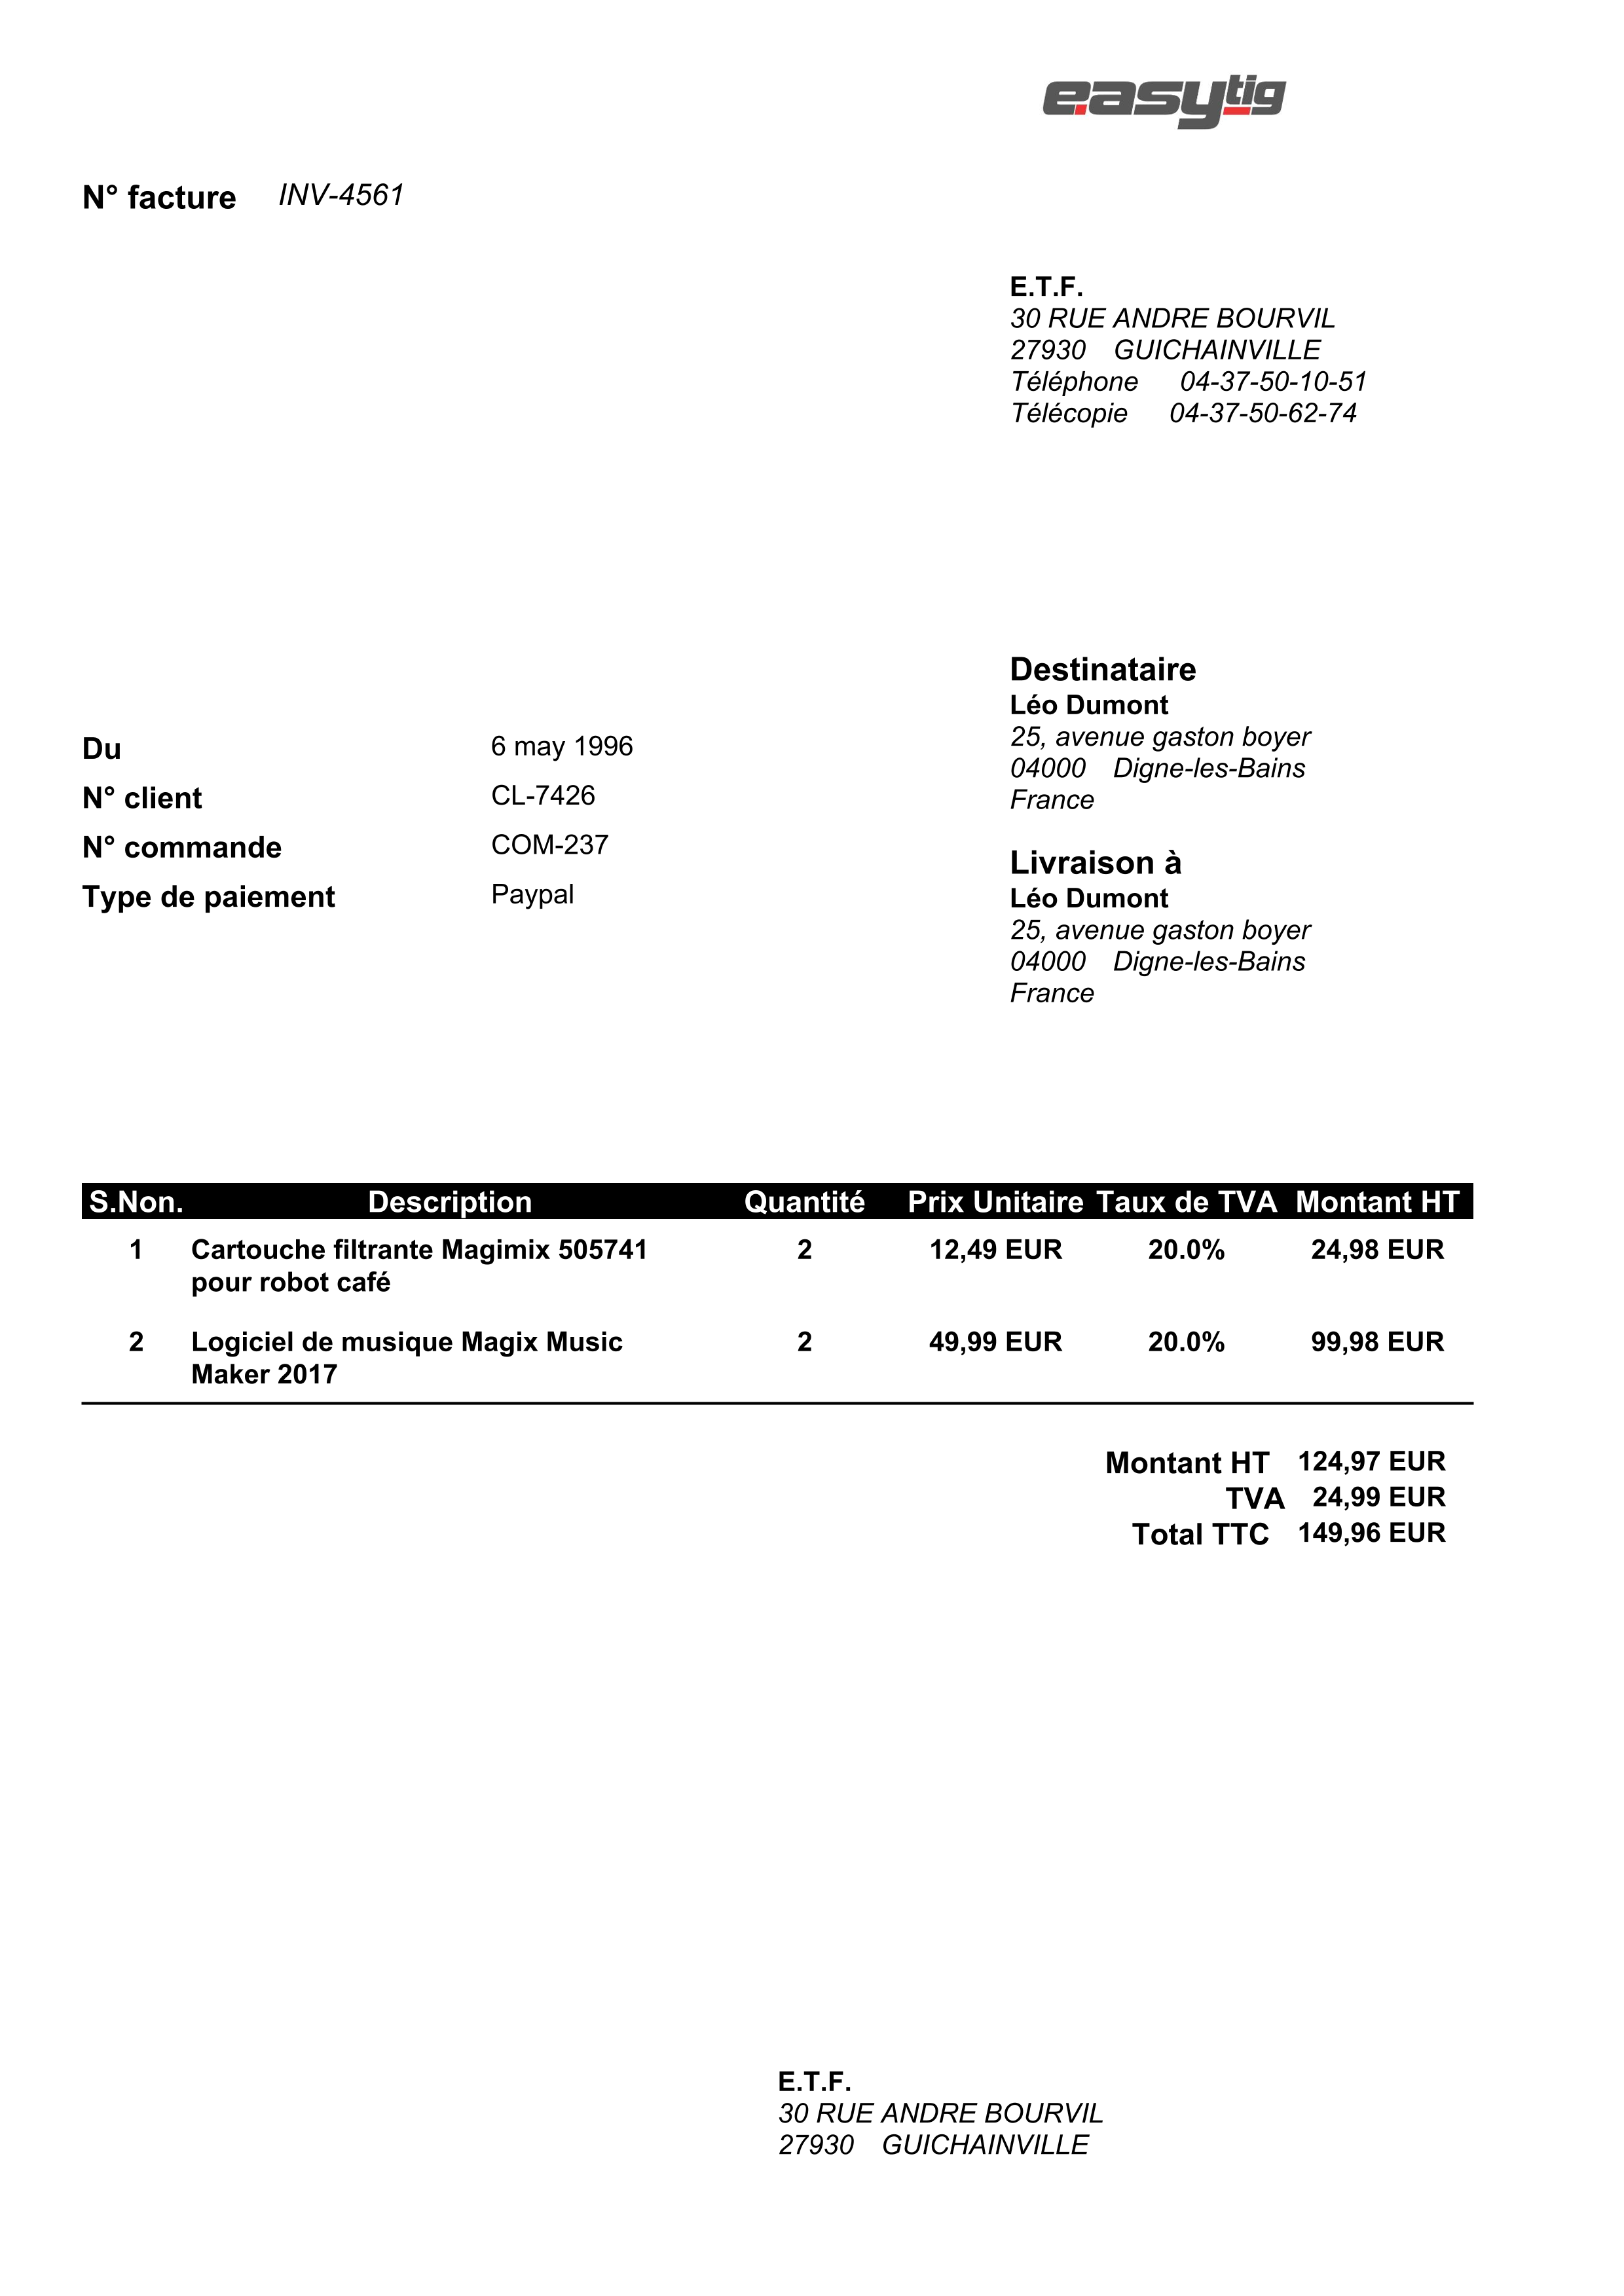 easytig
N° facture INV-4561
E.T.F.
30 RUE ANDRE BOURVIL
27930 GUICHAINVILLE
Téléphone 04-37-50-10-51
Télécopie 04-37-50-62-74
Destinataire
Léo Dumont
25, avenue gaston boyer
04000 Digne-les-Bains
France
Du 6 may 1996
N° client CL-7426
N° commande COM-237
Type de paiement Paypal
Livraison à
Léo Dumont
25, avenue gaston boyer
04000 Digne-les-Bains
France
S.Non. Description Quantité Prix Unitaire Taux de TVA Montant HT
1 Cartouche filtrante Magimix 505741 2 12,49 EUR 20.0% 24,98 EUR
pour robot café
2 Logiciel de musique Magix Music 2 49,99 EUR 20.0% 99,98 EUR
Maker 2017
Montant HT 124,97 EUR
TVA 24,99 EUR
Total TTC 149,96 EUR
E.T.F.
30 RUE ANDRE BOURVIL
27930 GUICHAINVILLE